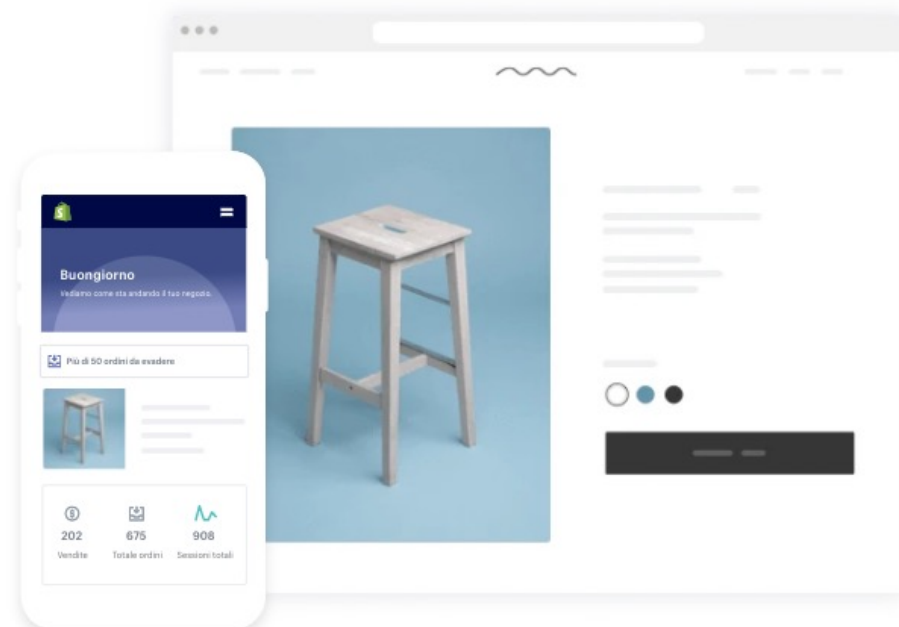 Buongiorno
Vediamo come sta andando il tuo negozio.
Più di 50 ordini da evadere
202
675
908
Vendite
Totale ordini
Sessioni totali